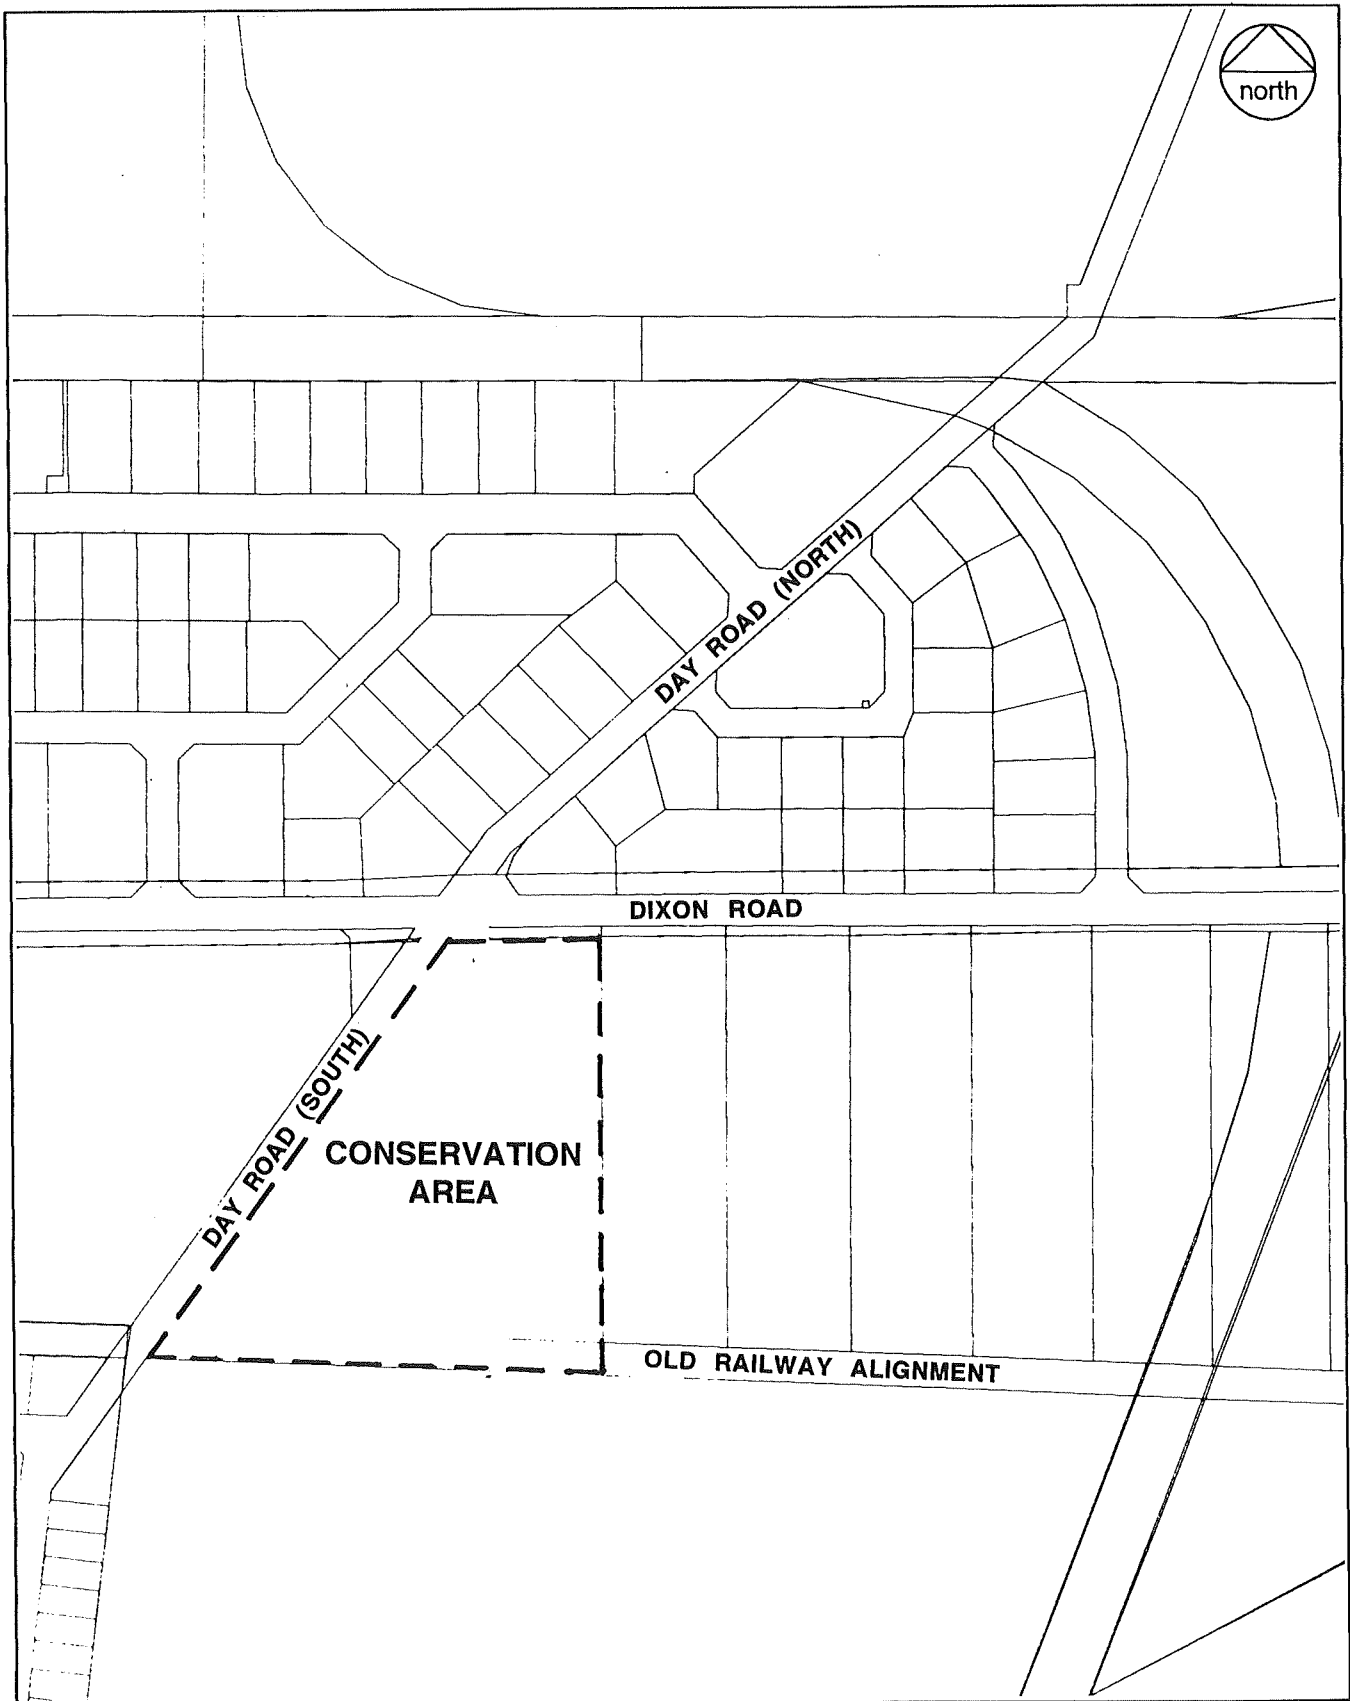 north
DAY ROAD (NORTH)
DIXON ROAD
DAY ROAD (SOUTH)
CONSERVATION
AREA
OLD RAILWAY ALIGNMENT